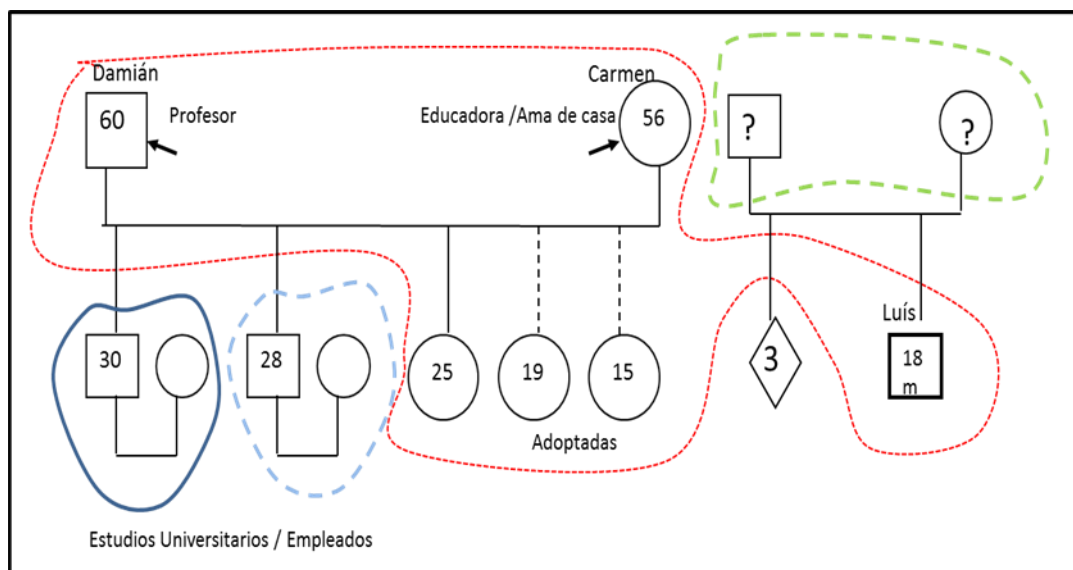 Damián
Carmen
60
Profesor
Educadora /Ama de casa
56
?
?
Luís
30
28
25
19
15
3
18
m
Adoptadas
Estudios Universitarios / Empleados